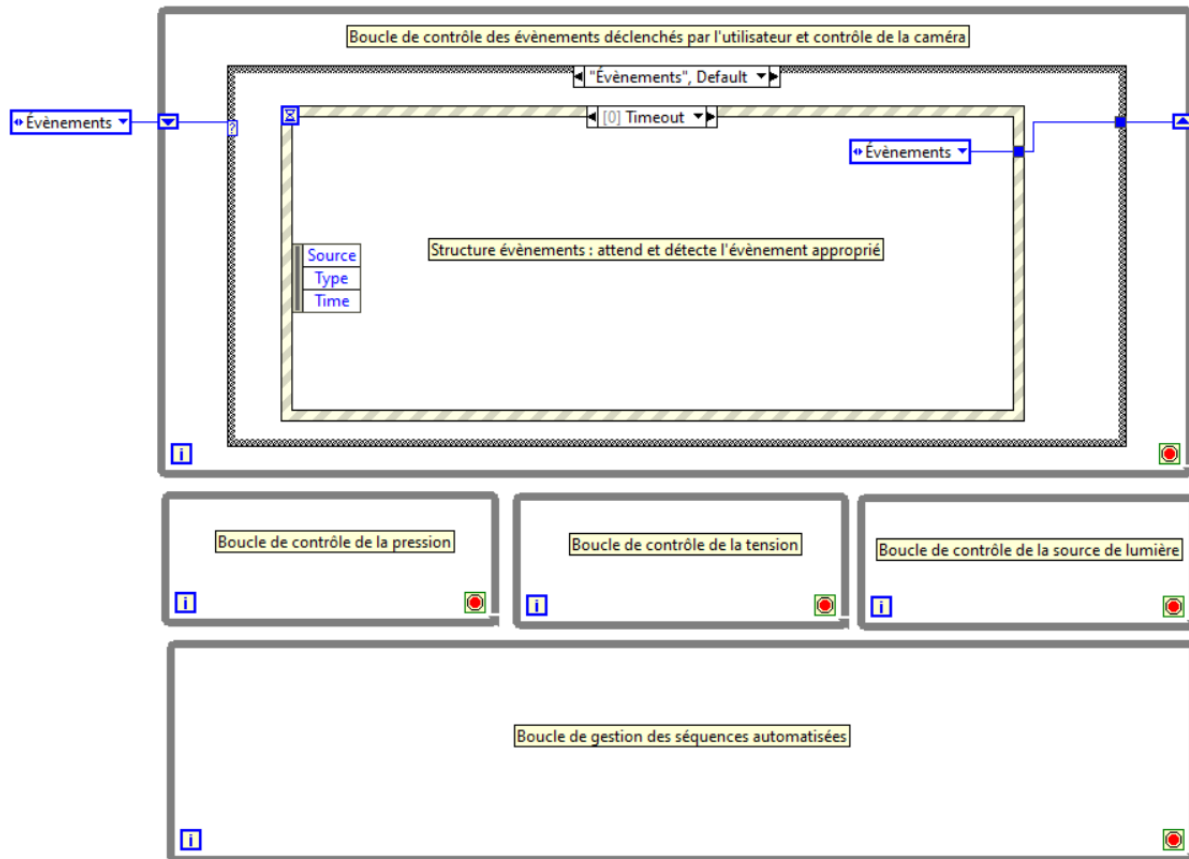 Boucle de contrôle des évènements déclenchés par l'utilisateur et contrôle de la caméra
"Évènements", Default
[0] Timeout
Évènements
?
Évènements
Structure évènements : attend et détecte l'évènement approprié
Source
Type
Time
i
Boucle de contrôle de la pression
Boucle de contrôle de la tension
Boucle de contrôle de la source de lumière
i
i
i
Boucle de gestion des séquences automatisées
i